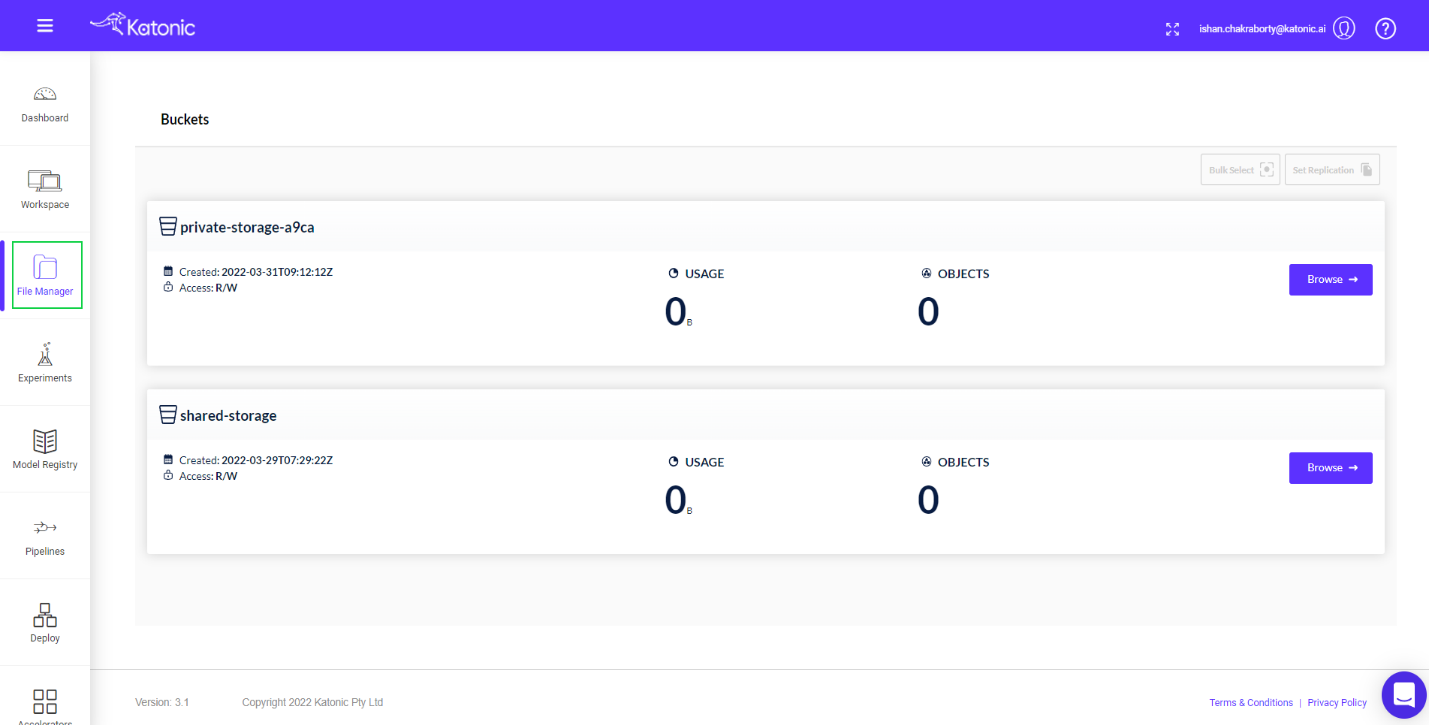 Katonic
ishan.chakraborty@katonic.ai
?
Dashboard
Workspace
File Manager
Experiments
Model Registry
Pipelines
Deploy
Accelerators
Buckets
Bulk Select
Set Replication
private-storage-a9ca
Created: 2022-03-31T09:12:12Z
Access: R/W
USAGE
0B
OBJECTS
0
Browse →
shared-storage
Created: 2022-03-29T07:29:22Z
Access: R/W
USAGE
0B
OBJECTS
0
Browse →
Version: 3.1
Copyright 2022 Katonic Pty Ltd
Terms & Conditions | Privacy Policy